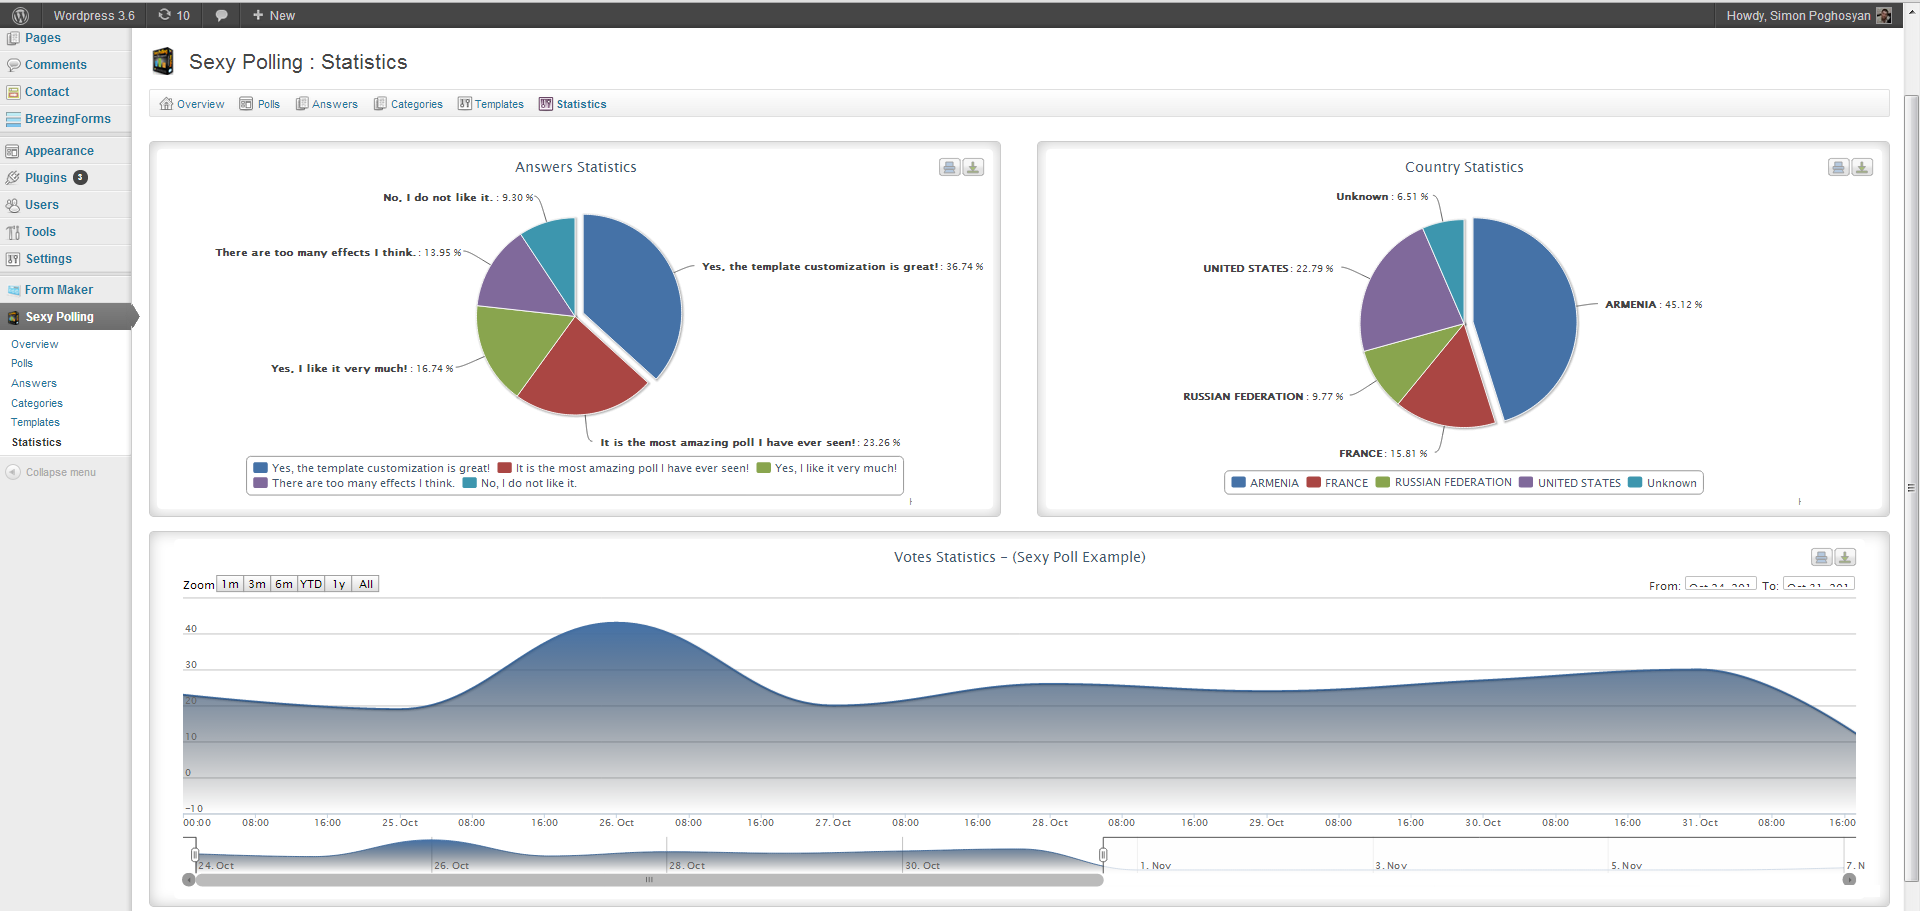 Wordpress 3.6 10 + New Howdy, Simon Poghosyan
Pages
Comments
Contact
BreezingForms
Appearance
Plugins 3
Users
Tools
Settings
Form Maker
Sexy Polling
Overview
Polls
Answers
Categories
Templates
Statistics
Collapse menu
Sexy Polling : Statistics
Overview Polls Answers Categories Templates Statistics
Answers Statistics
No, I do not like it. : 9.30 %
There are too many effects I think. : 13.95 %
Yes, the template customization is great! : 36.74 %
Yes, I like it very much! : 16.74 %
It is the most amazing poll I have ever seen! : 23.26 %
Yes, the template customization is great! It is the most amazing poll I have ever seen! Yes, I like it very much!
There are too many effects I think. No, I do not like it.
Country Statistics
Unknown : 6.51 %
UNITED STATES : 22.79 %
ARMENIA : 45.12 %
RUSSIAN FEDERATION : 9.77 %
FRANCE : 15.81 %
ARMENIA FRANCE RUSSIAN FEDERATION UNITED STATES Unknown
Votes Statistics - (Sexy Poll Example)
Zoom 1m 3m 6m YTD 1y All
From: To:
40
30
20
10
0
-10
00:00 08:00 16:00 25. Oct 08:00 16:00 26. Oct 08:00 16:00 27. Oct 08:00 16:00 28. Oct 08:00 16:00 29. Oct 08:00 16:00 30. Oct 08:00 16:00 31. Oct 08:00 16:00
24. Oct 26. Oct 28. Oct 30. Oct 1. Nov 3. Nov 5. Nov 7. N